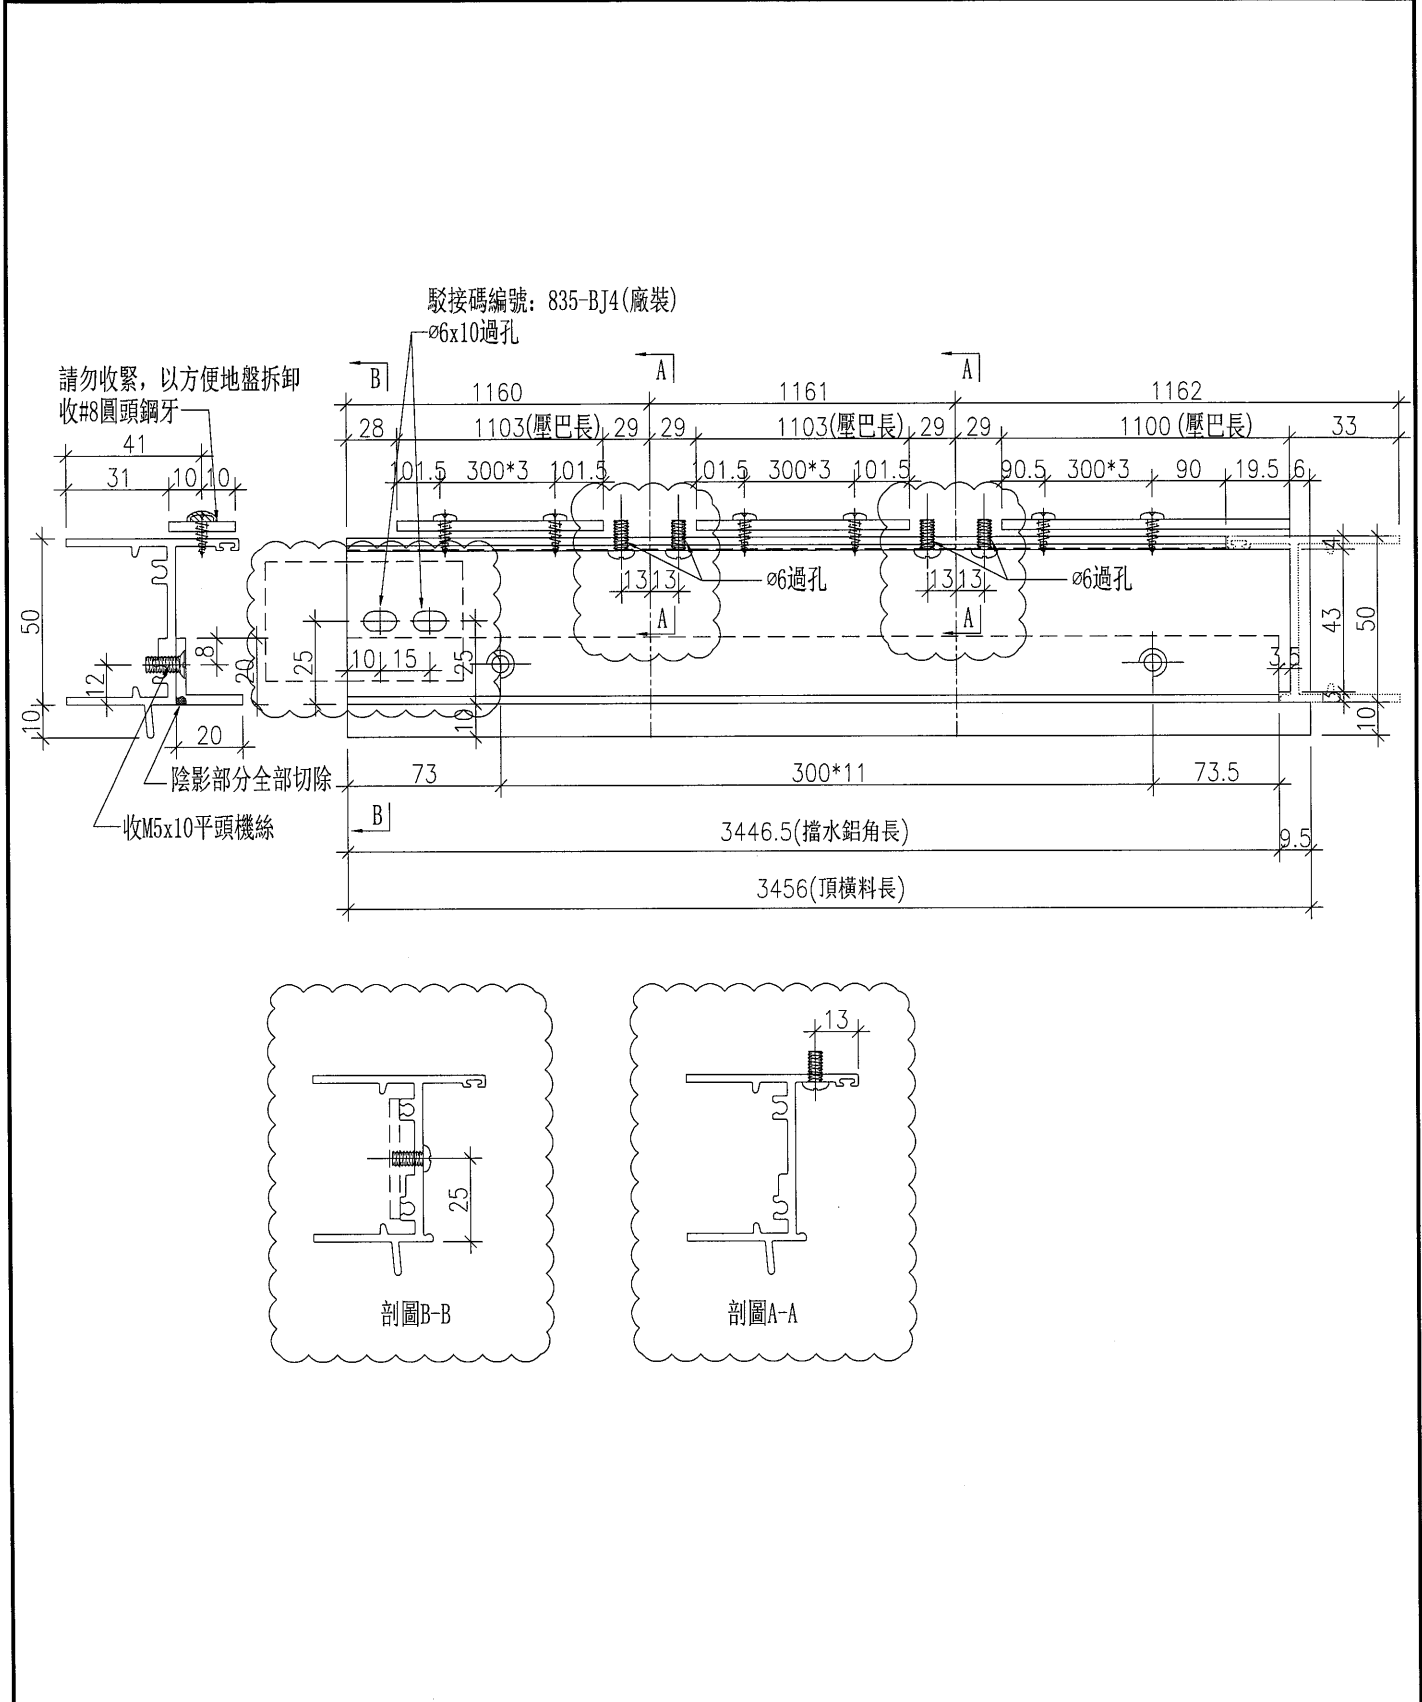 駁接碼編號: 835-BJ4(廠裝)
ø6x10過孔
請勿收緊, 以方便地盤拆卸
收#8圓頭鋼牙
B
A
A
1160
1161
1162
28
1103(壓巴長)
29
29
1103(壓巴長)
29
29
1100(壓巴長)
33
101.5
300*3
101.5
101.5
300*3
101.5
90.5
300*3
90
19.5
6
41
31
10
10
50
10
12
8
20
20
25
10
15
25
10
13
13
ø6過孔
13
13
ø6過孔
A
A
4
43
50
3.5
10
陰影部分全部切除
收M5x10平頭機絲
73
300*11
73.5
B
3446.5(擋水鋁角長)
9.5
3456(頂橫料長)
25
剖圖B-B
13
剖圖A-A